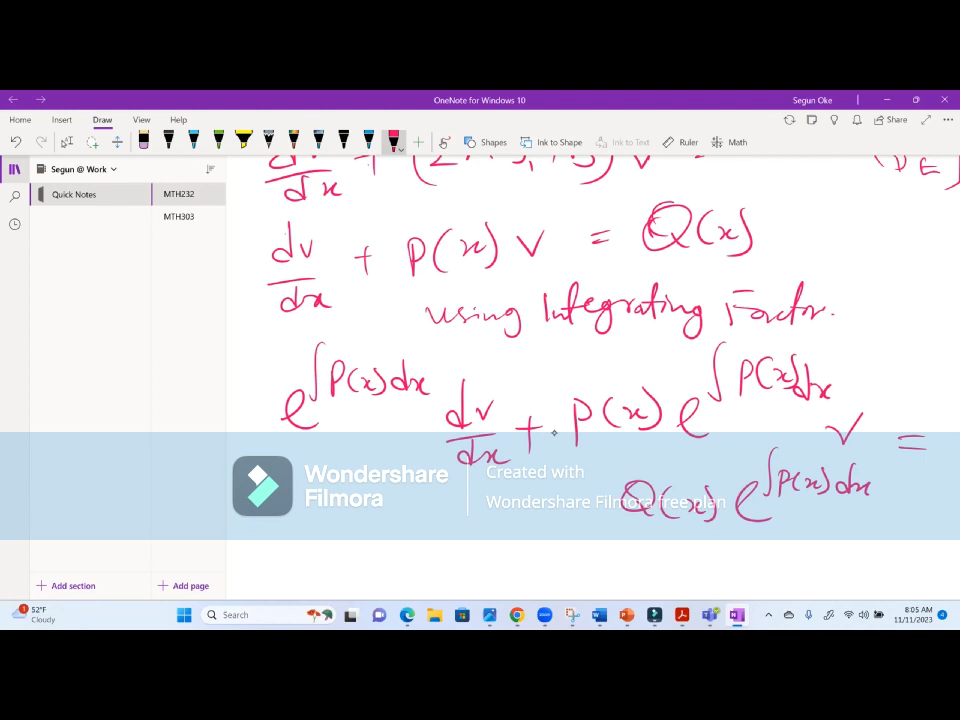 OneNote for Windows 10
Segun Oke
Home Insert Draw View Help
Share
Shapes Ink to Shape Ink to Text Ruler Math
Segun @ Work
Quick Notes
MTH232
MTH303
dv/dx + P(x) v = Q(x)
using Integrating Factor.
e^∫P(x)dx dv/dx + P(x) e^∫P(x)dx v =
Q(x) e^∫P(x)dx
Wondershare
Filmora
Created with
Wondershare Filmora free plan
+ Add section
+ Add page
1
52°F
Cloudy
Search
8:05 AM
11/11/2023
4